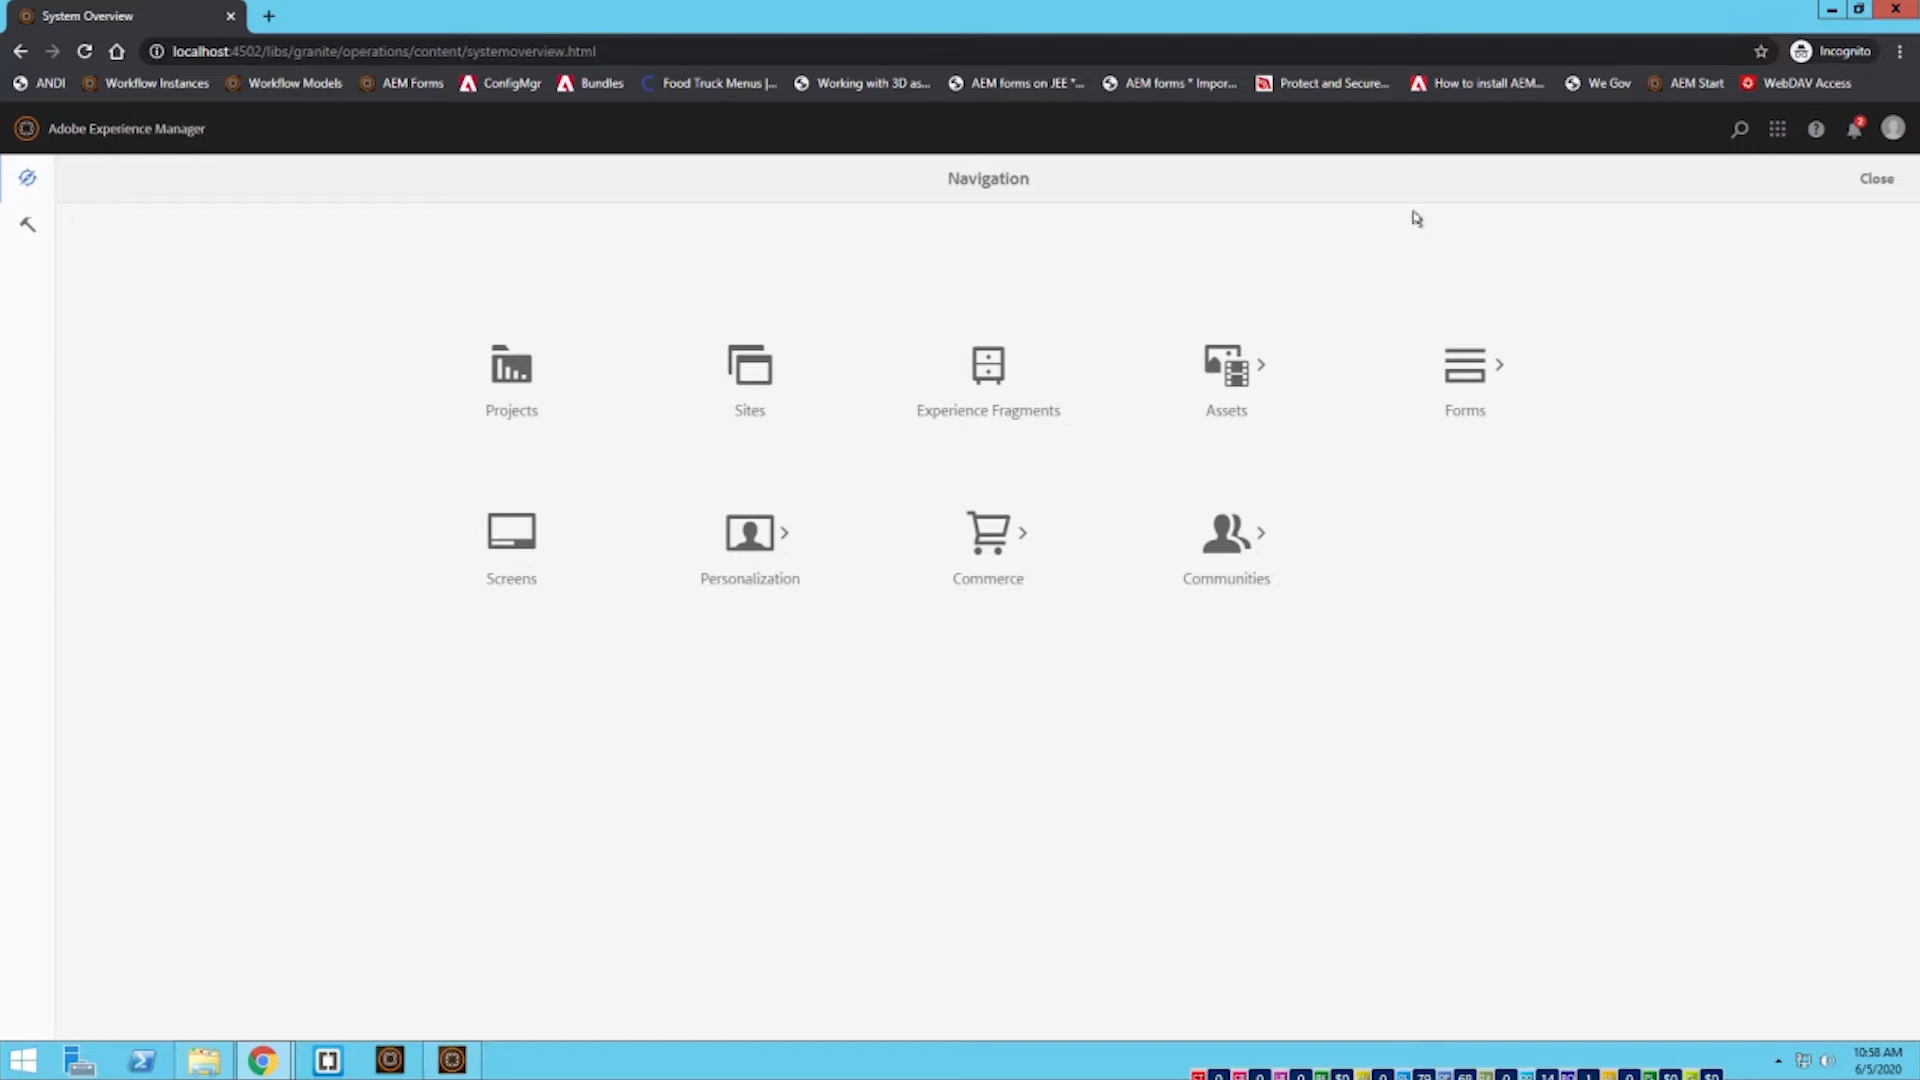 System Overview
localhost:4502/libs/granite/operations/content/systemoverview.html
Incognito
ANDI Workflow Instances Workflow Models AEM Forms ConfigMgr Bundles Food Truck Menus |... Working with 3D as... AEM forms on JEE *... AEM forms * Impor... Protect and Secure... How to install AEM... We Gov AEM Start WebDAV Access
Adobe Experience Manager
2
Navigation
Close
Projects Sites Experience Fragments Assets Forms
Screens Personalization Commerce Communities
10:58 AM
6/5/2020